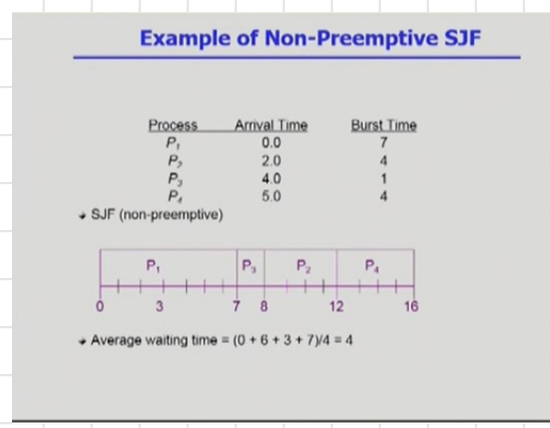 Example of Non-Preemptive SJF
Process Arrival Time Burst Time
P₁ 0.0 7
P₂ 2.0 4
P₃ 4.0 1
P₄ 5.0 4
SJF (non-preemptive)
P₁ P₃ P₂ P₄
0 3 7 8 12 16
Average waiting time = (0 + 6 + 3 + 7)/4 = 4